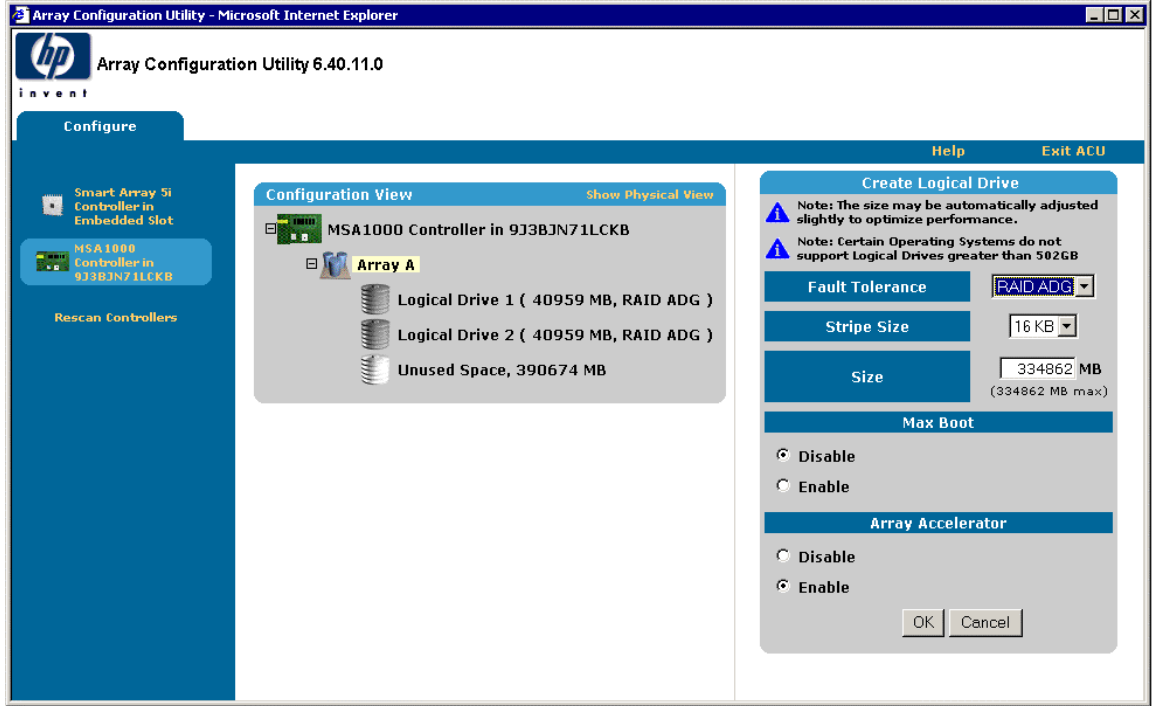 Array Configuration Utility - Microsoft Internet Explorer
hp
invent
Array Configuration Utility 6.40.11.0
Configure
Help
Exit ACU
Smart Array 5i
Controller in
Embedded Slot
MSA1000
Controller in
9J3BJN71LCKB
Rescan Controllers
Configuration View
Show Physical View
MSA1000 Controller in 9J3BJN71LCKB
Array A
Logical Drive 1 ( 40959 MB, RAID ADG )
Logical Drive 2 ( 40959 MB, RAID ADG )
Unused Space, 390674 MB
Create Logical Drive
Note: The size may be automatically adjusted
slightly to optimize performance.
Note: Certain Operating Systems do not
support Logical Drives greater than 502GB
Fault Tolerance
RAID ADG
Stripe Size
16 KB
Size
334862 MB
(334862 MB max)
Max Boot
Disable
Enable
Array Accelerator
Disable
Enable
OK
Cancel